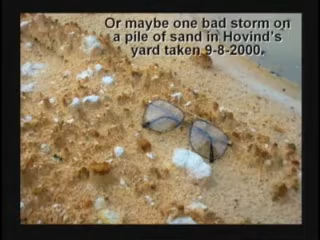 Or maybe one bad storm on
a pile of sand in Hovind's
yard taken 9-8-2000.